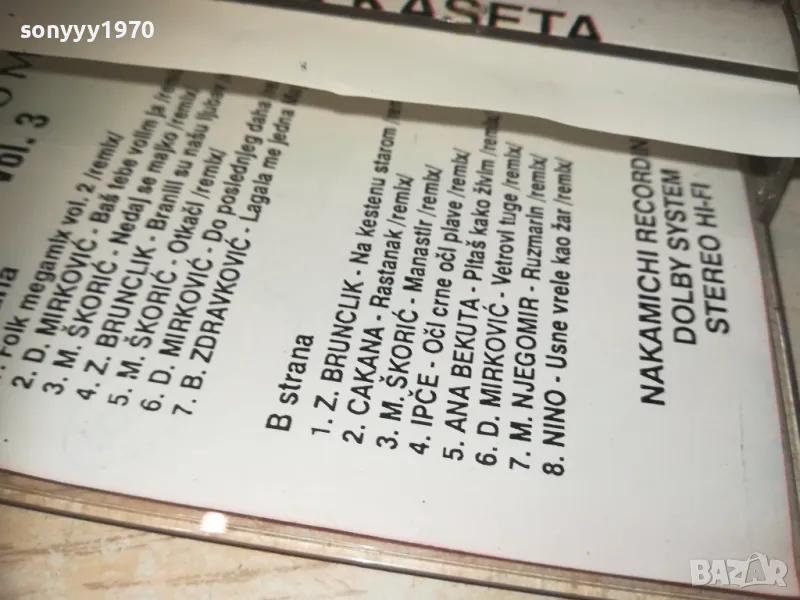 sonyyy1970
KASETA
vol. 3
Folk megamix vol. 2 /remix/
2. D. MIRKOVIĆ - Baš tebe volim ja /remix/
3. M. ŠKORIĆ - Nedaj se majko /remix/
4. Z. BRUNCLIK - Branili su našu ljubav
5. M. ŠKORIĆ - Otkači /remix/
6. D. MIRKOVIĆ - Do poslednjeg daha
7. B. ZDRAVKOVIĆ - Lagala me jedna
B strana
1. Z. BRUNCLIK - Na kestenu starom
2. CAKANA - Rastanak /remix/
3. M. ŠKORIĆ - Manastir /remix/
4. IPČE - Oči crne oči plave /remix/
5. ANA BEKUTA - Pitaš kako živim /remix/
6. D. MIRKOVIĆ - Vetrovi tuge /remix/
7. M. NJEGOMIR - Ruzmarin /remix/
8. NINO - Usne vrele kao žar /remix/
NAKAMICHI RECORDIN
DOLBY SYSTEM
STEREO HI-FI
BAZAR